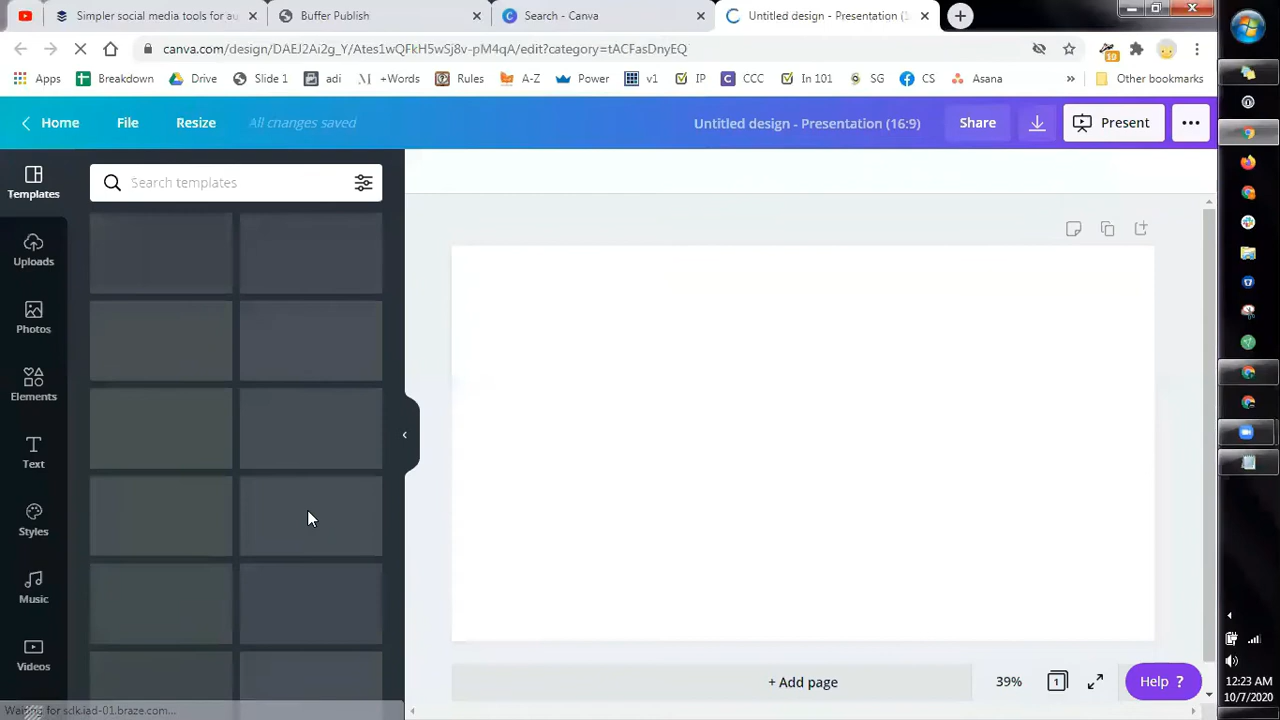 Simpler social media tools for au
Buffer Publish
Search - Canva
Untitled design - Presentation (1
canva.com/design/DAEJ2Ai2g_Y/Ates1wQFkH5wSj8v-pM4qA/edit?category=tACFasDnyEQ
10
Apps
Breakdown
Drive
Slide 1
adi
+Words
Rules
A-Z
Power
v1
IP
CCC
In 101
SG
CS
Asana
»
Other bookmarks
Home
File
Resize
All changes saved
Untitled design - Presentation (16:9)
Share
Present
Templates
Search templates
Uploads
Photos
Elements
Text
Styles
Music
Videos
+ Add page
39%
1
Help ?
Waiting for sdk.iad-01.braze.com...
12:23 AM
10/7/2020